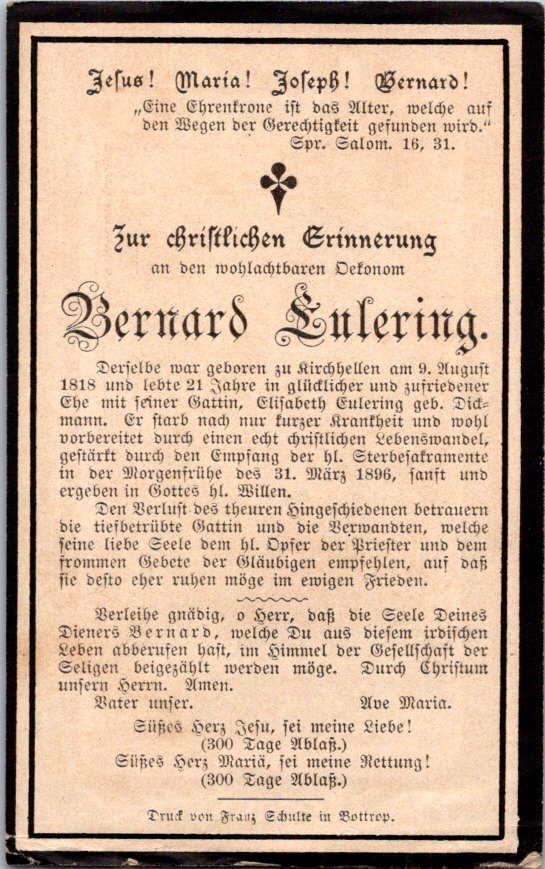 Jesus! Maria! Joseph! Bernard!
„Eine Ehrenkrone ist das Alter, welche auf
den Wegen der Gerechtigkeit gefunden wird."
Spr. Salom. 16, 31.
Zur christlichen Erinnerung
an den wohlachtbaren Oekonom
Bernard Eulering.
Derselbe war geboren zu Kirchhellen am 9. August
1818 und lebte 21 Jahre in glücklicher und zufriedener
Ehe mit seiner Gattin, Elisabeth Eulering geb. Dick-
mann. Er starb nach nur kurzer Krankheit und wohl
vorbereitet durch einen echt christlichen Lebenswandel,
gestärkt durch den Empfang der hl. Sterbesakramente
in der Morgenfrühe des 31. März 1896, sanft und
ergeben in Gottes hl. Willen.
Den Verlust des theuren Hingeschiedenen betrauern
die tiefbetrübte Gattin und die Verwandten, welche
seine liebe Seele dem hl. Opfer der Priester und dem
frommen Gebete der Gläubigen empfehlen, auf daß
sie desto eher ruhen möge im ewigen Frieden.
Verleihe gnädig, o Herr, daß die Seele Deines
Dieners Bernard, welche Du aus diesem irdischen
Leben abberufen hast, im Himmel der Gesellschaft der
Seligen beigezählt werden möge. Durch Christum
unsern Herrn. Amen.
Vater unser. Ave Maria.
Süßes Herz Jesu, sei meine Liebe!
(300 Tage Ablaß.)
Süßes Herz Mariä, sei meine Rettung!
(300 Tage Ablaß.)
Druck von Franz Schulte in Bottrop.